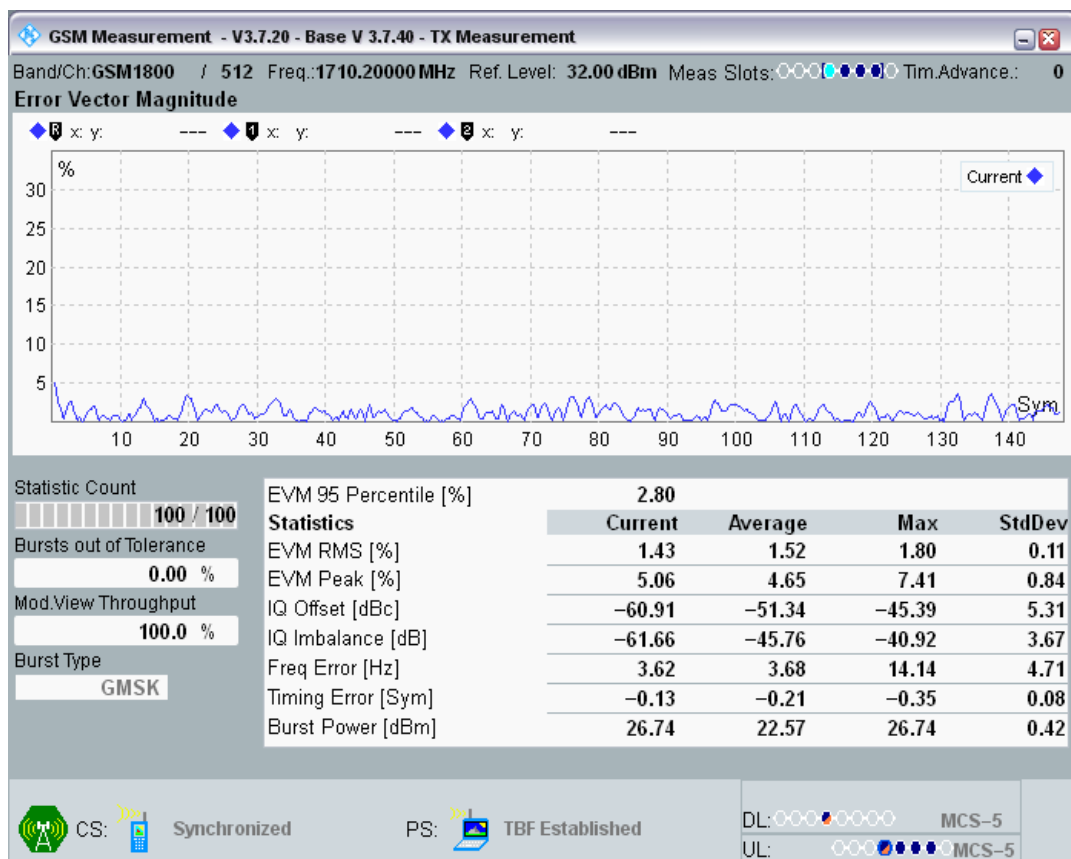 GSM Measurement - V3.7.20 - Base V 3.7.40 - TX Measurement
Band/Ch:GSM1800 / 512 Freq.:1710.20000 MHz Ref. Level: 32.00 dBm Meas Slots: Tim.Advance.: 0
Error Vector Magnitude
R x: y: --- 1 x: y: --- 2 x: y: ---
%
Current
30
25
20
15
10
5
Sym
10 20 30 40 50 60 70 80 90 100 110 120 130 140
Statistic Count
100 / 100
Bursts out of Tolerance
0.00 %
Mod.View Throughput
100.0 %
Burst Type
GMSK
EVM 95 Percentile [%] 2.80
Statistics Current Average Max StdDev
EVM RMS [%] 1.43 1.52 1.80 0.11
EVM Peak [%] 5.06 4.65 7.41 0.84
IQ Offset [dBc] −60.91 −51.34 −45.39 5.31
IQ Imbalance [dB] −61.66 −45.76 −40.92 3.67
Freq Error [Hz] 3.62 3.68 14.14 4.71
Timing Error [Sym] −0.13 −0.21 −0.35 0.08
Burst Power [dBm] 26.74 22.57 26.74 0.42
CS: Synchronized PS: TBF Established
DL: MCS−5
UL: MCS−5